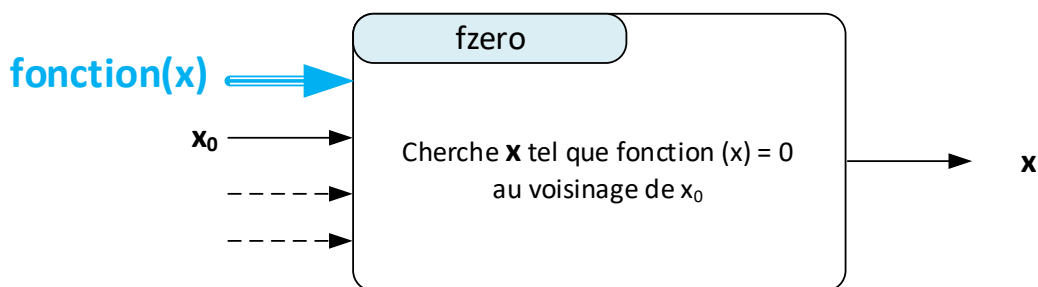 fzero
fonction(x)
x₀
Cherche x tel que fonction (x) = 0
au voisinage de x₀
x